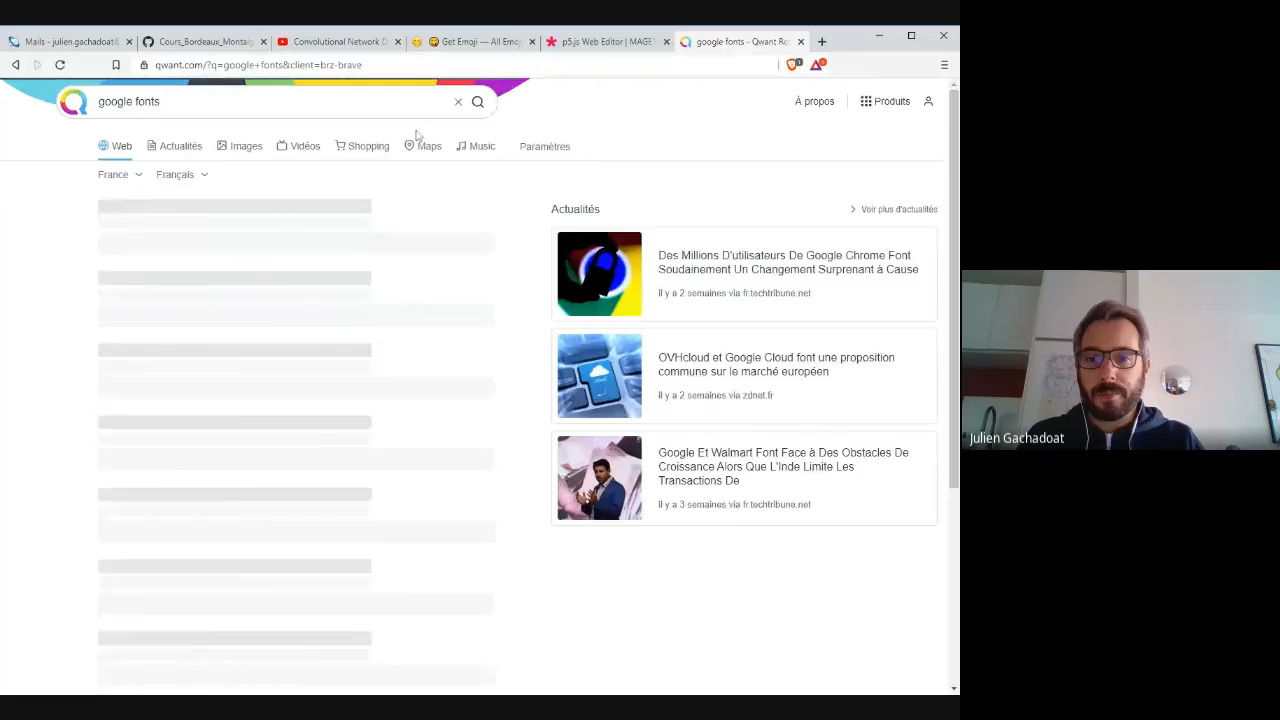 Mails - julien.gachadoat@
Cours_Bordeaux_Montaig
Convolutional Network D
Get Emoji — All Emoj
p5.js Web Editor | MAGE1
google fonts - Qwant Re
qwant.com/?q=google+fonts&client=brz-brave
google fonts
À propos
Produits
Web
Actualités
Images
Vidéos
Shopping
Maps
Music
Paramètres
France
Français
Actualités
Voir plus d'actualités
Des Millions D'utilisateurs De Google Chrome Font
Soudainement Un Changement Surprenant à Cause
il y a 2 semaines via fr.techtribune.net
OVHcloud et Google Cloud font une proposition
commune sur le marché européen
il y a 2 semaines via zdnet.fr
Google Et Walmart Font Face à Des Obstacles De
Croissance Alors Que L'Inde Limite Les
Transactions De
il y a 3 semaines via fr.techtribune.net
Julien Gachadoat